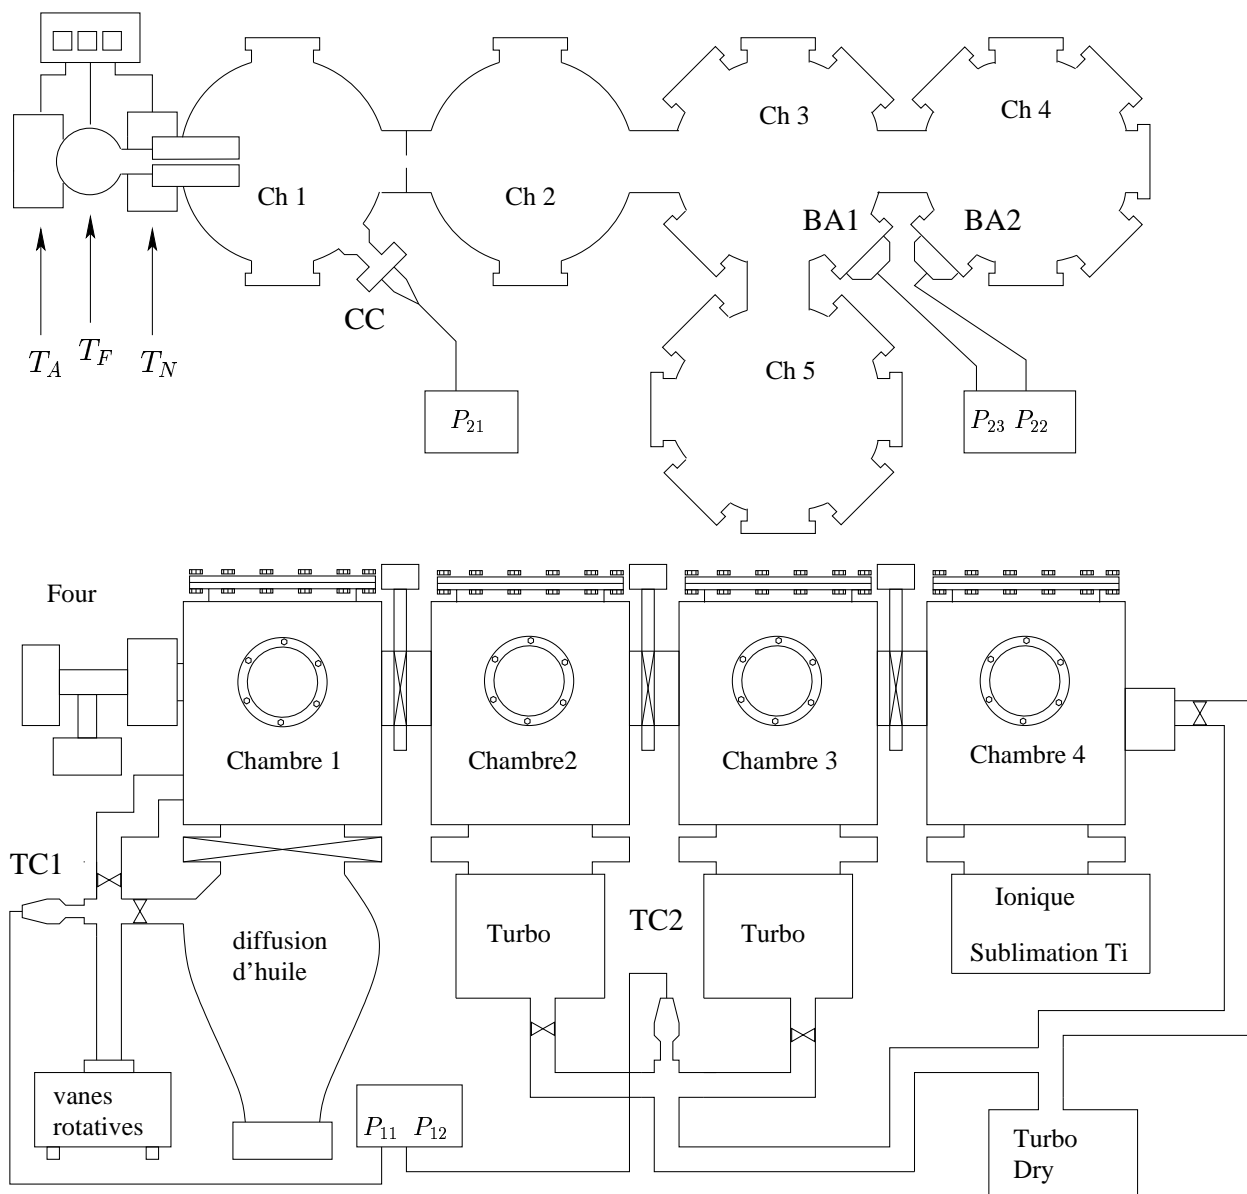 Ch 1
Ch 2
Ch 3
Ch 4
BA1
BA2
CC
T_A
T_F
T_N
Ch 5
P_21
P_23 P_22
Four
Chambre 1
Chambre2
Chambre 3
Chambre 4
TC1
diffusion
d'huile
Turbo
TC2
Turbo
Ionique
Sublimation Ti
vanes
rotatives
P_11 P_12
Turbo
Dry